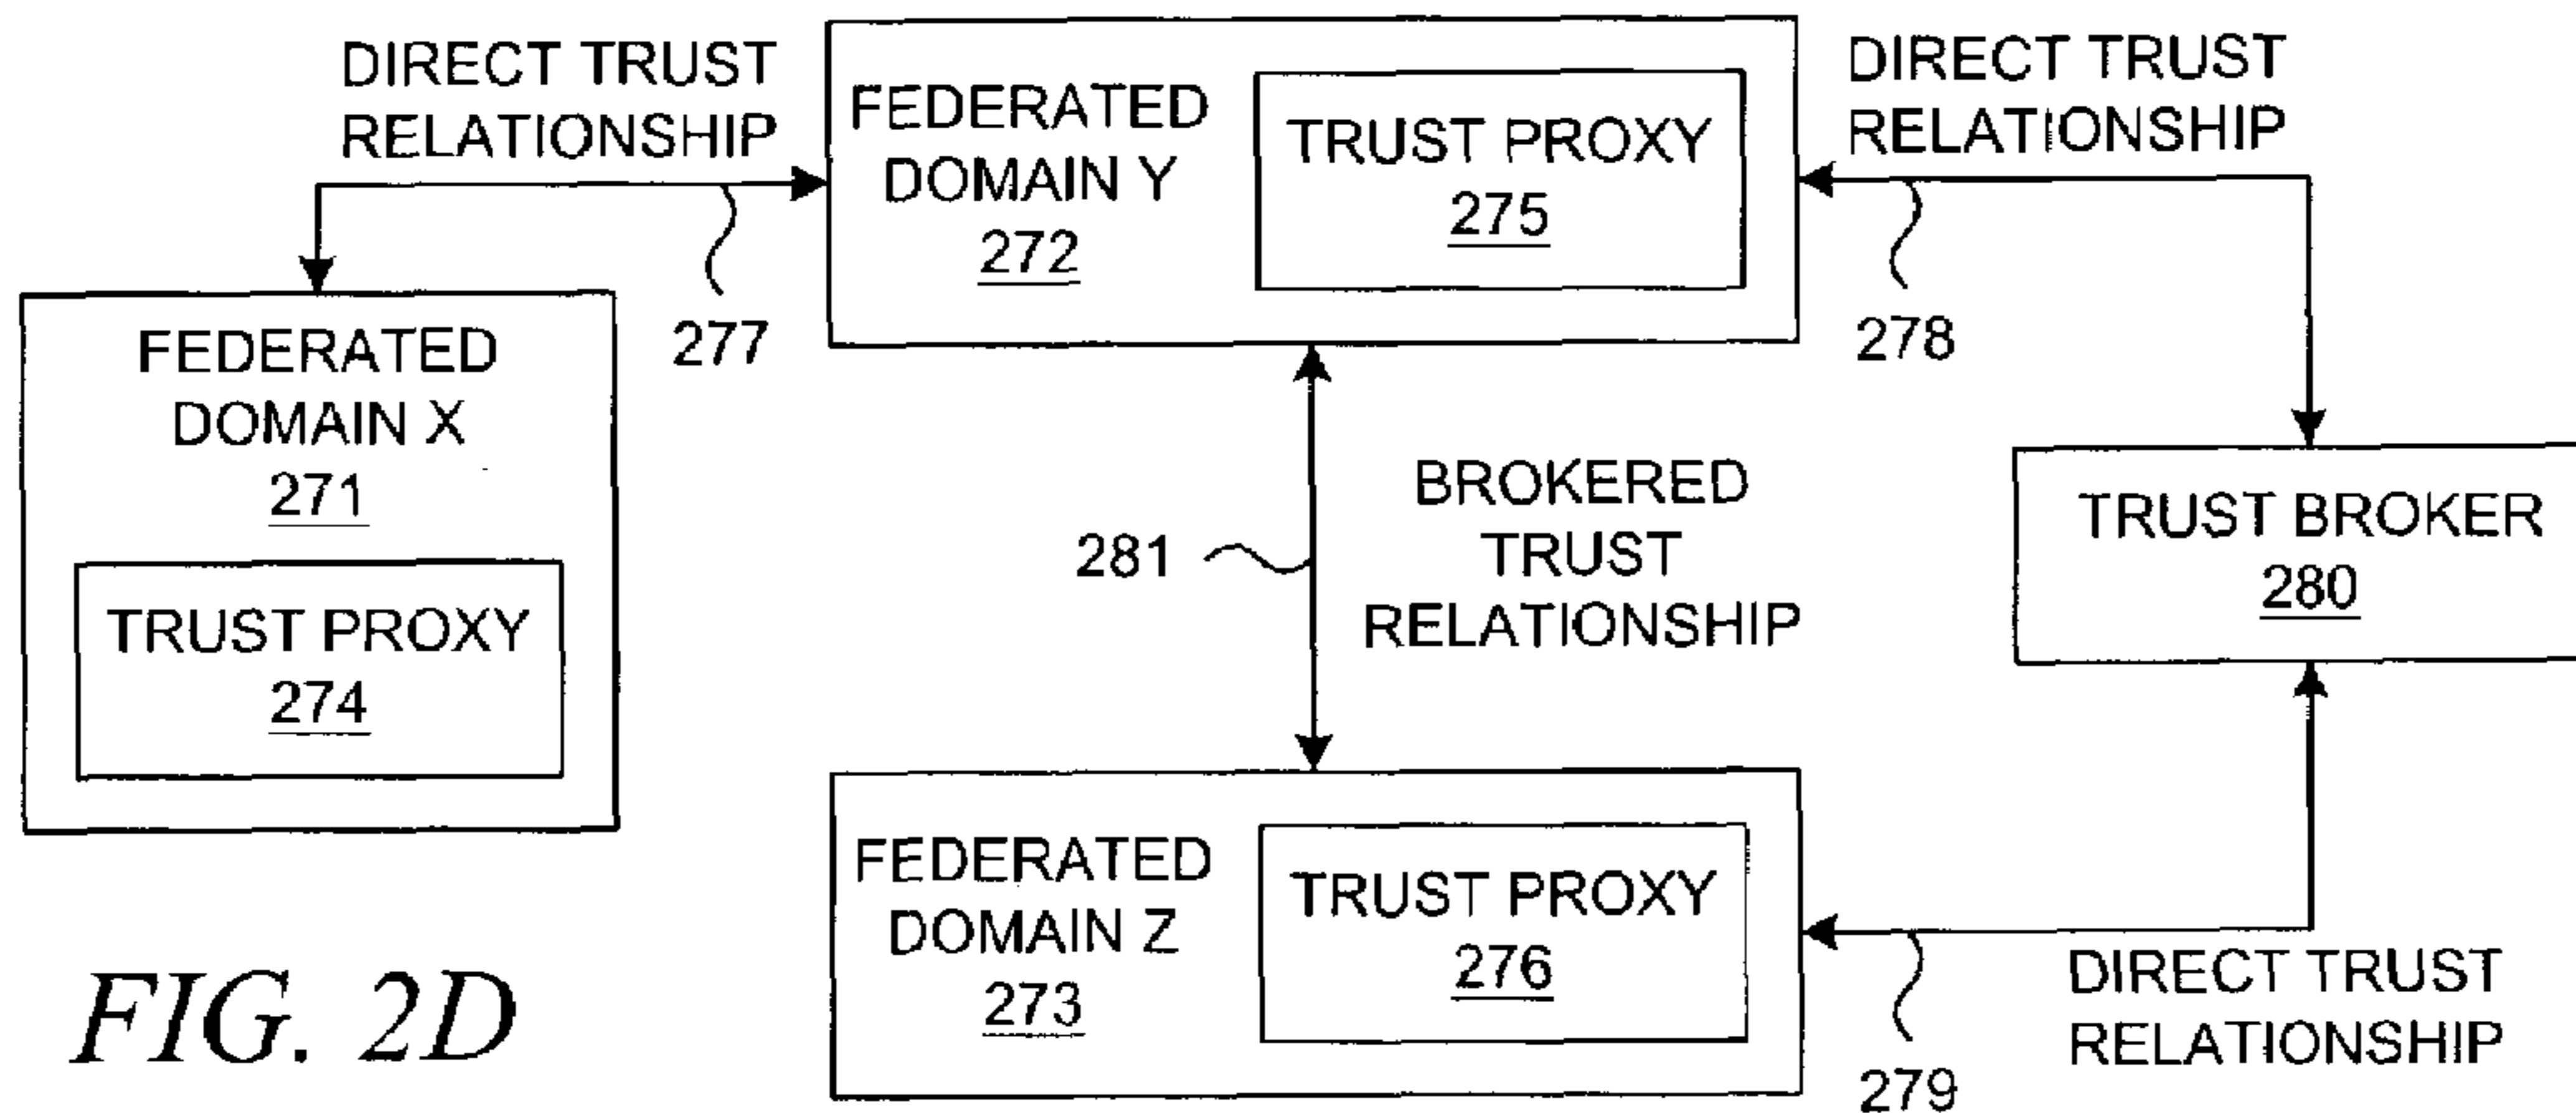 DIRECT TRUST
RELATIONSHIP
277
FEDERATED
DOMAIN X
271
TRUST PROXY
274
FEDERATED
DOMAIN Y
272
TRUST PROXY
275
DIRECT TRUST
RELATIONSHIP
278
281
BROKERED
TRUST
RELATIONSHIP
TRUST BROKER
280
FEDERATED
DOMAIN Z
273
TRUST PROXY
276
DIRECT TRUST
RELATIONSHIP
279
FIG. 2D